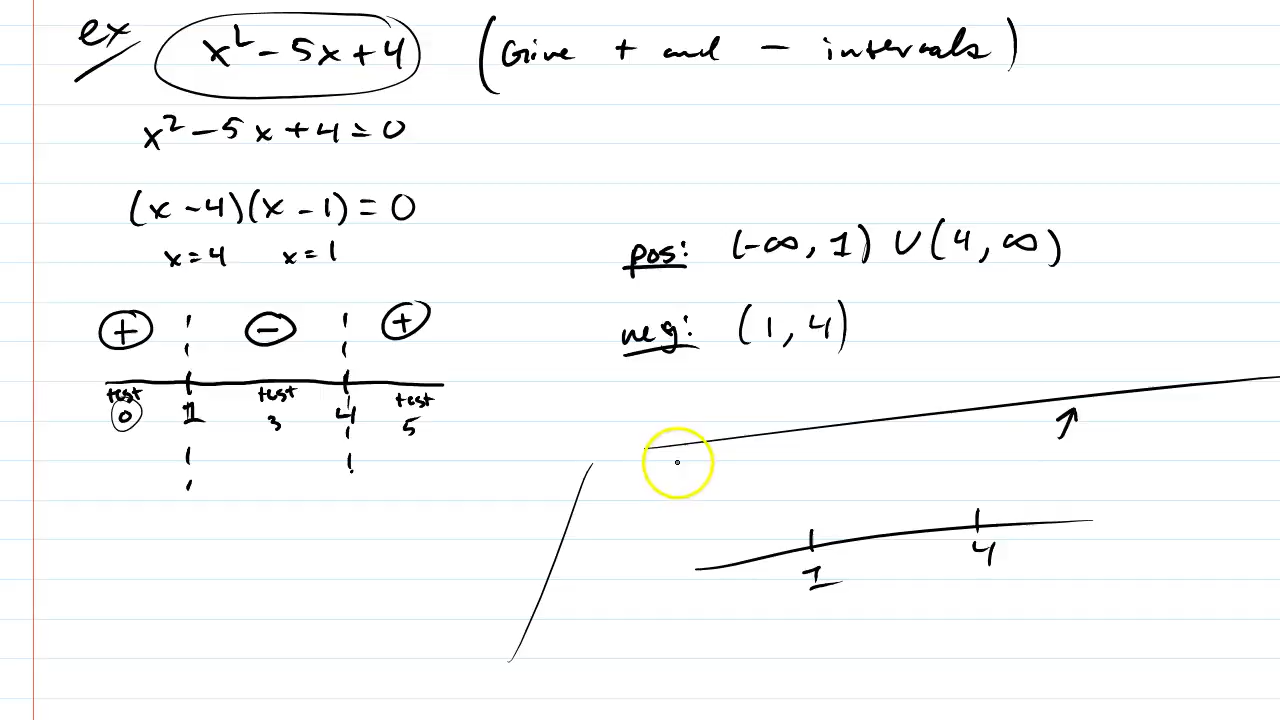 ex x² - 5x + 4 (Give + and - intervals)
x² - 5x + 4 = 0
(x - 4)(x - 1) = 0
x = 4 x = 1
pos: (-∞, 1) ∪ (4, ∞)
neg: (1, 4)
+ - +
test test test
0 1 3 4 5
1 4